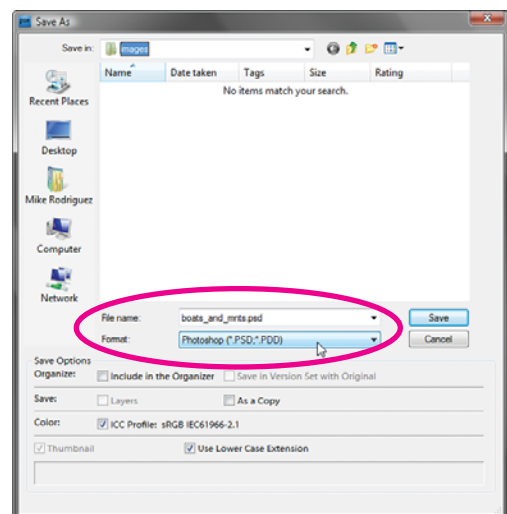 Save As
Save in: images
Name Date taken Tags Size Rating
No items match your search.
Recent Places
Desktop
Mike Rodriguez
Computer
Network
File name: boats_and_mnts.psd Save
Format: Photoshop (*.PSD;*.PDD) Cancel
Save Options
Organize: Include in the Organizer Save in Version Set with Original
Save: Layers As a Copy
Color: ICC Profile: sRGB IEC61966-2.1
Thumbnail Use Lower Case Extension